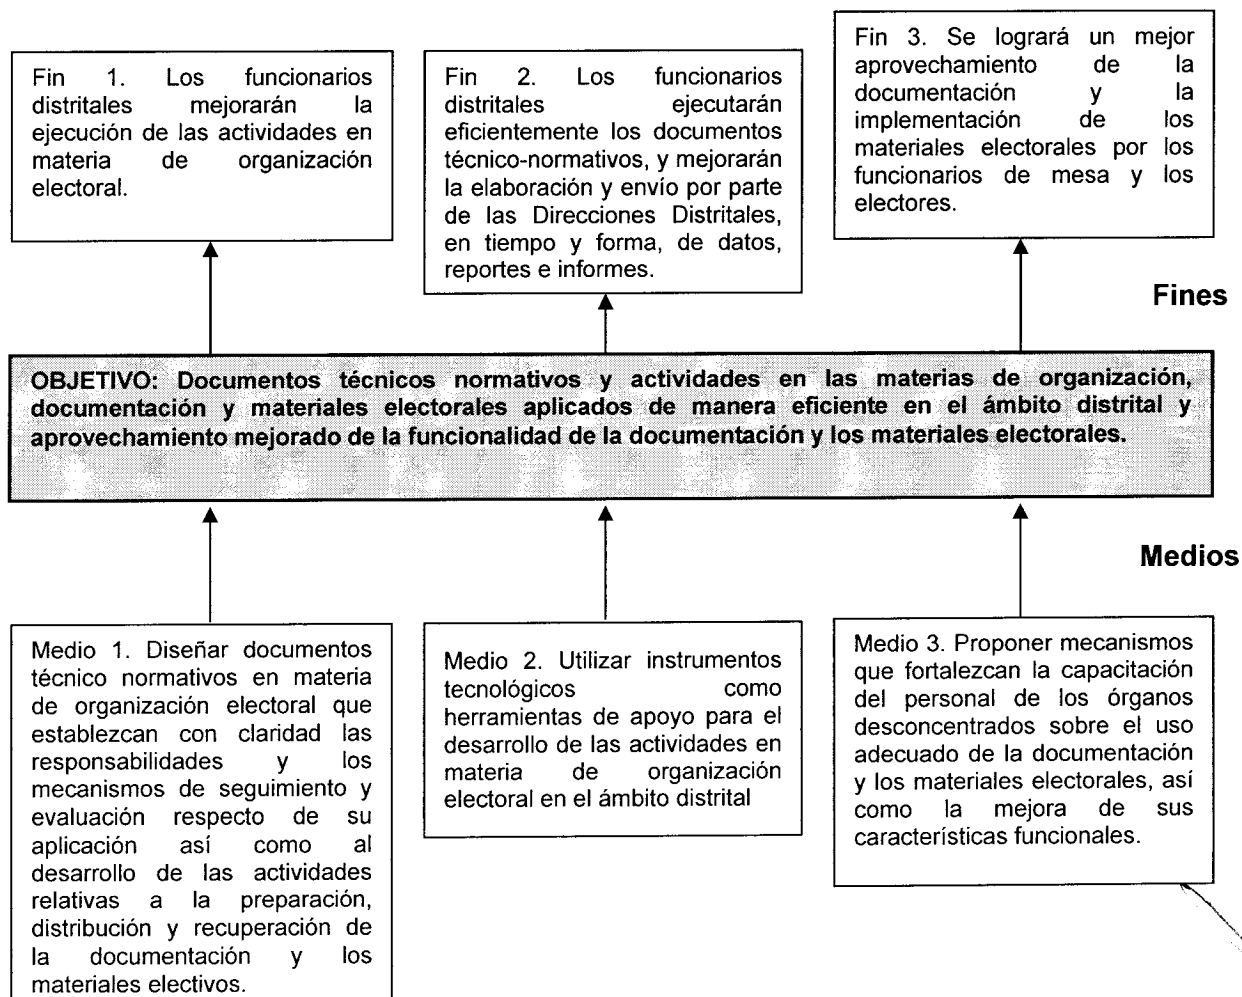 Fin 1. Los funcionarios
distritales mejorarán la
ejecución de las actividades en
materia de organización
electoral.
Fin 2. Los funcionarios
distritales ejecutarán
eficientemente los documentos
técnico-normativos, y mejorarán
la elaboración y envío por parte
de las Direcciones Distritales,
en tiempo y forma, de datos,
reportes e informes.
Fin 3. Se logrará un mejor
aprovechamiento de la
documentación y la
implementación de los
materiales electorales por los
funcionarios de mesa y los
electores.
Fines
OBJETIVO: Documentos técnicos normativos y actividades en las materias de organización,
documentación y materiales electorales aplicados de manera eficiente en el ámbito distrital y
aprovechamiento mejorado de la funcionalidad de la documentación y los materiales electorales.
Medios
Medio 1. Diseñar documentos
técnico normativos en materia
de organización electoral que
establezcan con claridad las
responsabilidades y los
mecanismos de seguimiento y
evaluación respecto de su
aplicación así como al
desarrollo de las actividades
relativas a la preparación,
distribución y recuperación de
la documentación y los
materiales electivos.
Medio 2. Utilizar instrumentos
tecnológicos como
herramientas de apoyo para el
desarrollo de las actividades en
materia de organización
electoral en el ámbito distrital
Medio 3. Proponer mecanismos
que fortalezcan la capacitación
del personal de los órganos
desconcentrados sobre el uso
adecuado de la documentación
y los materiales electorales, así
como la mejora de sus
características funcionales.